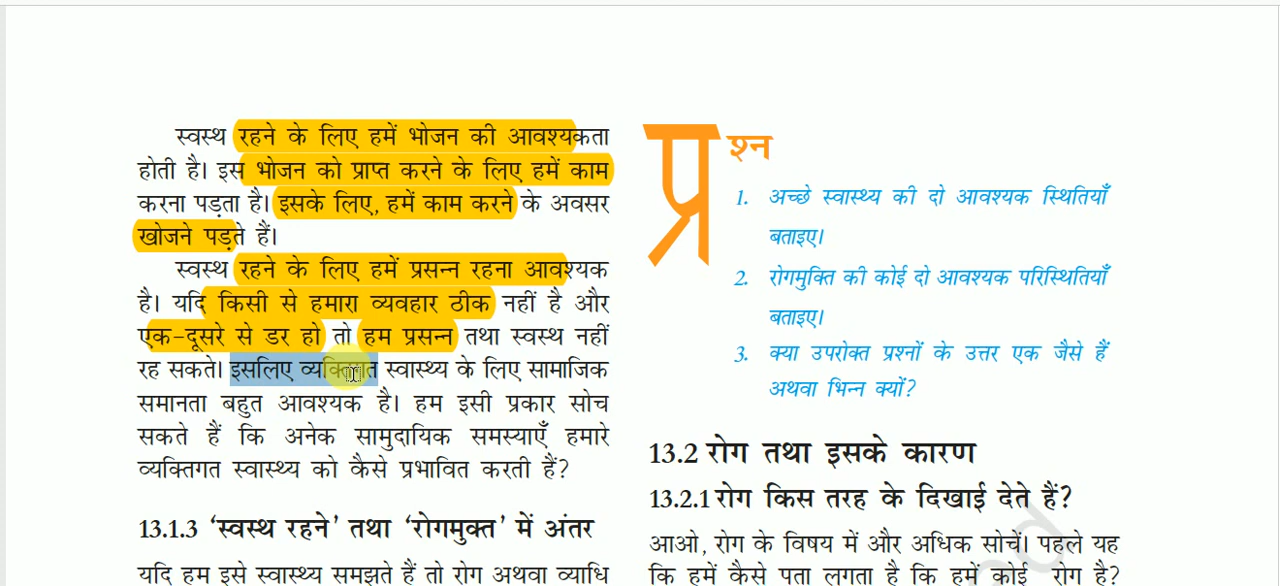 स्वस्थ रहने के लिए हमें भोजन की आवश्यकता
होती है। इस भोजन को प्राप्त करने के लिए हमें काम
करना पड़ता है। इसके लिए, हमें काम करने के अवसर
खोजने पड़ते हैं।
स्वस्थ रहने के लिए हमें प्रसन्न रहना आवश्यक
है। यदि किसी से हमारा व्यवहार ठीक नहीं है और
एक-दूसरे से डर हो तो हम प्रसन्न तथा स्वस्थ नहीं
रह सकते। इसलिए व्यक्तिगत स्वास्थ्य के लिए सामाजिक
समानता बहुत आवश्यक है। हम इसी प्रकार सोच
सकते हैं कि अनेक सामुदायिक समस्याएँ हमारे
व्यक्तिगत स्वास्थ्य को कैसे प्रभावित करती हैं?
13.1.3 ‘स्वस्थ रहने’ तथा ‘रोगमुक्त’ में अंतर
यदि हम इसे स्वास्थ्य समझते हैं तो रोग अथवा व्याधि
प्रश्न
1. अच्छे स्वास्थ्य की दो आवश्यक स्थितियाँ
बताइए।
2. रोगमुक्ति की कोई दो आवश्यक परिस्थितियाँ
बताइए।
3. क्या उपरोक्त प्रश्नों के उत्तर एक जैसे हैं
अथवा भिन्न क्यों?
13.2 रोग तथा इसके कारण
13.2.1 रोग किस तरह के दिखाई देते हैं?
आओ, रोग के विषय में और अधिक सोचें। पहले यह
कि हमें कैसे पता लगता है कि हमें कोई रोग है?